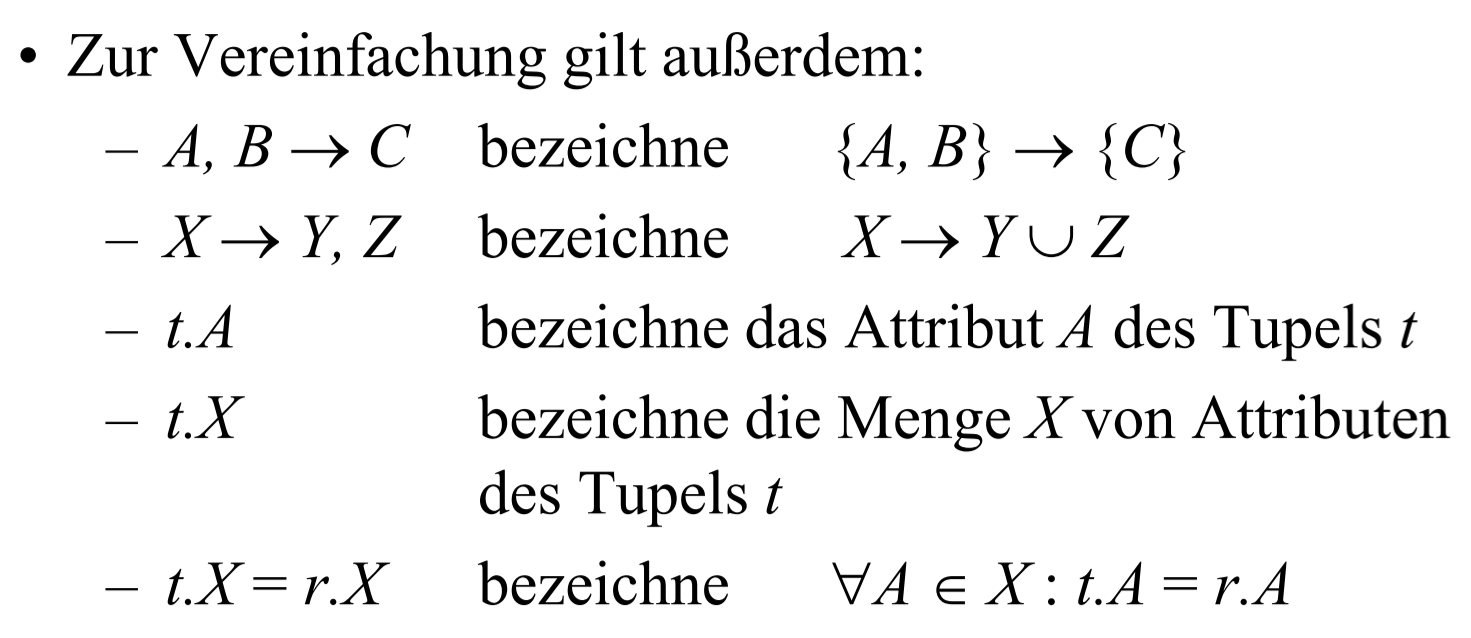 • Zur Vereinfachung gilt außerdem:
– A, B → C bezeichne {A, B} → {C}
– X → Y, Z bezeichne X → Y ∪ Z
– t.A bezeichne das Attribut A des Tupels t
– t.X bezeichne die Menge X von Attributen
des Tupels t
– t.X = r.X bezeichne ∀A ∈ X : t.A = r.A